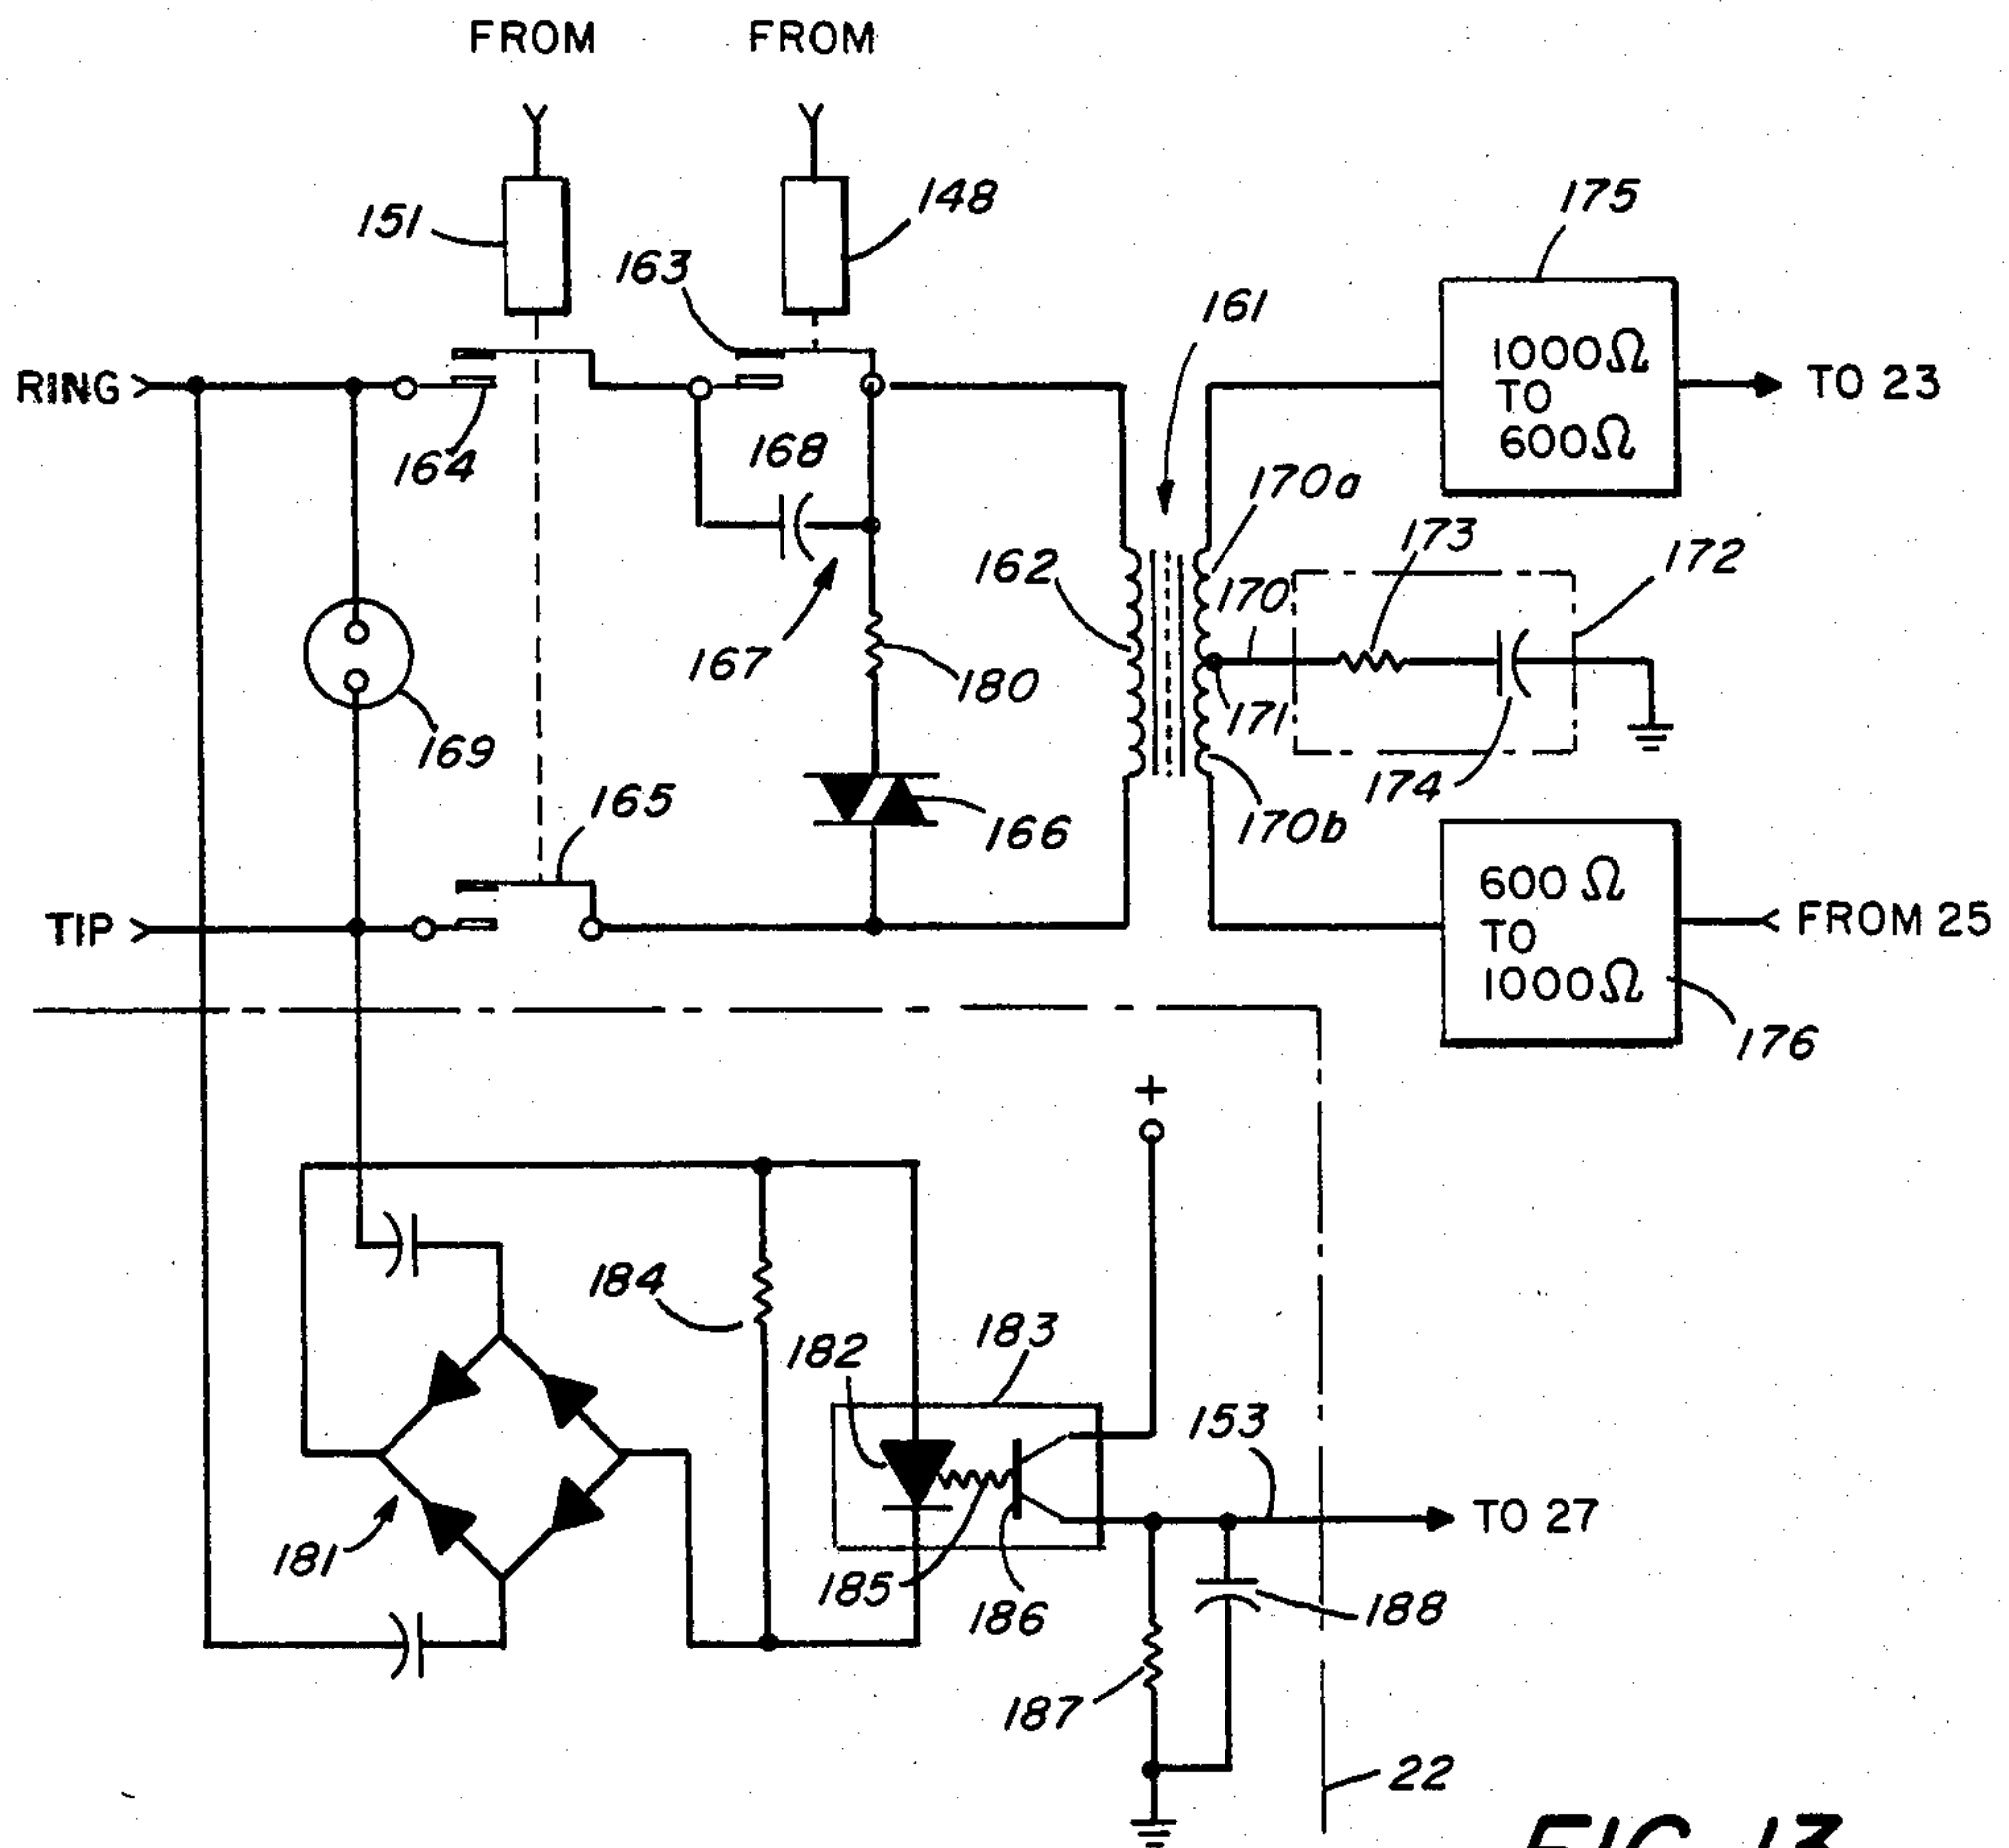 FROM FROM
151
148
163
175
161
1000Ω
TO
600Ω
RING
TO 23
164
168
170a
173
172
162
170
167
180
171
169
174
165
166
170b
TIP
600 Ω
TO
1000Ω
FROM 25
176
+
184
183
182
153
TO 27
181
185
186
188
187
22
FIG. 13